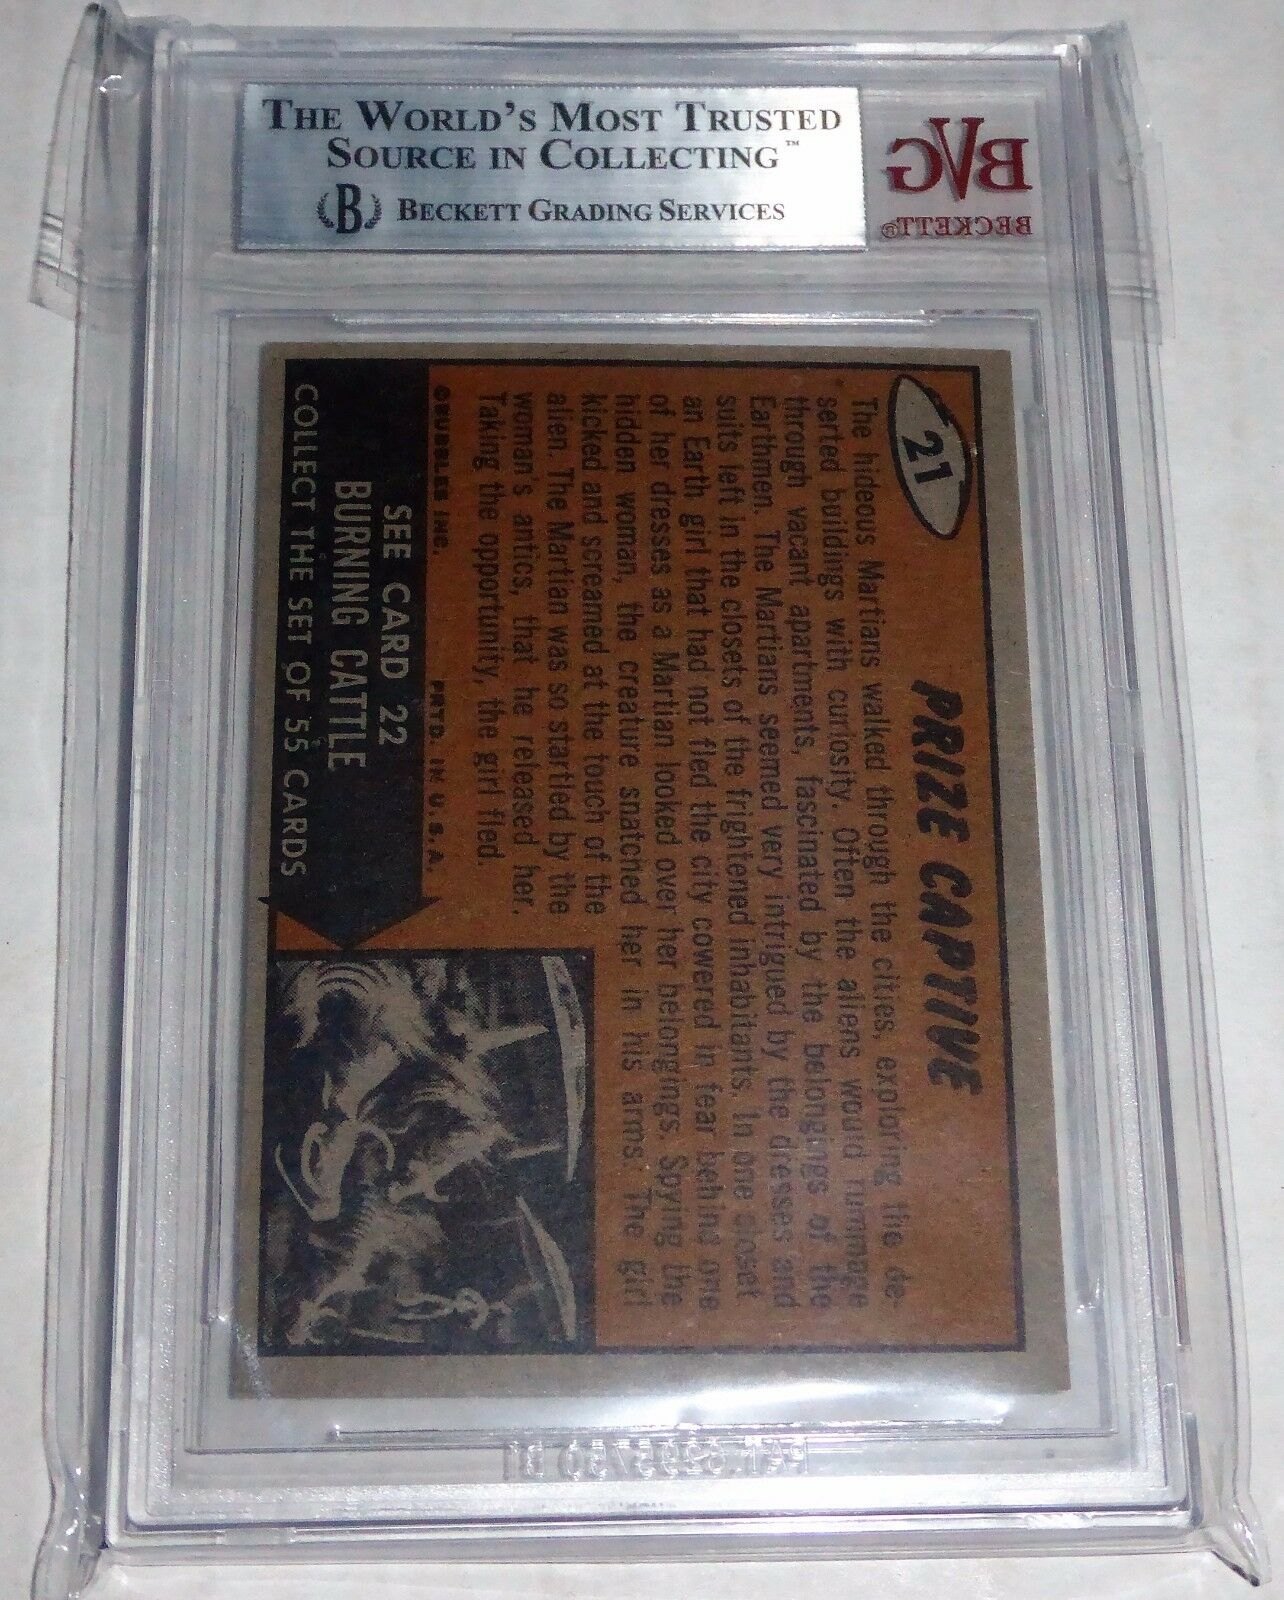 THE WORLD'S MOST TRUSTED
SOURCE IN COLLECTING™
B BECKETT GRADING SERVICES
BVG
BECKETT®
21
PRIZE CAPTIVE
The hideous Martians walked through the cities, exploring the de-
serted buildings with curiosity. Often the aliens would rummage
through vacant apartments, fascinated by the belongings of the
Earthmen. The Martians seemed very intrigued by the dresses and
suits left in the closets of the frightened inhabitants. In one closet
an Earth girl that had not fled the city cowered in fear behind one
of her dresses as a Martian looked over her belongings. Spying the
hidden woman, the creature snatched her in his arms. The girl
kicked and screamed at the touch of the
alien. The Martian was so startled by the
woman's antics, that he released her.
Taking the opportunity, the girl fled.
©BUBBLES INC. PRTD. IN U.S.A.
SEE CARD 22
BURNING CATTLE
COLLECT THE SET OF 55 CARDS